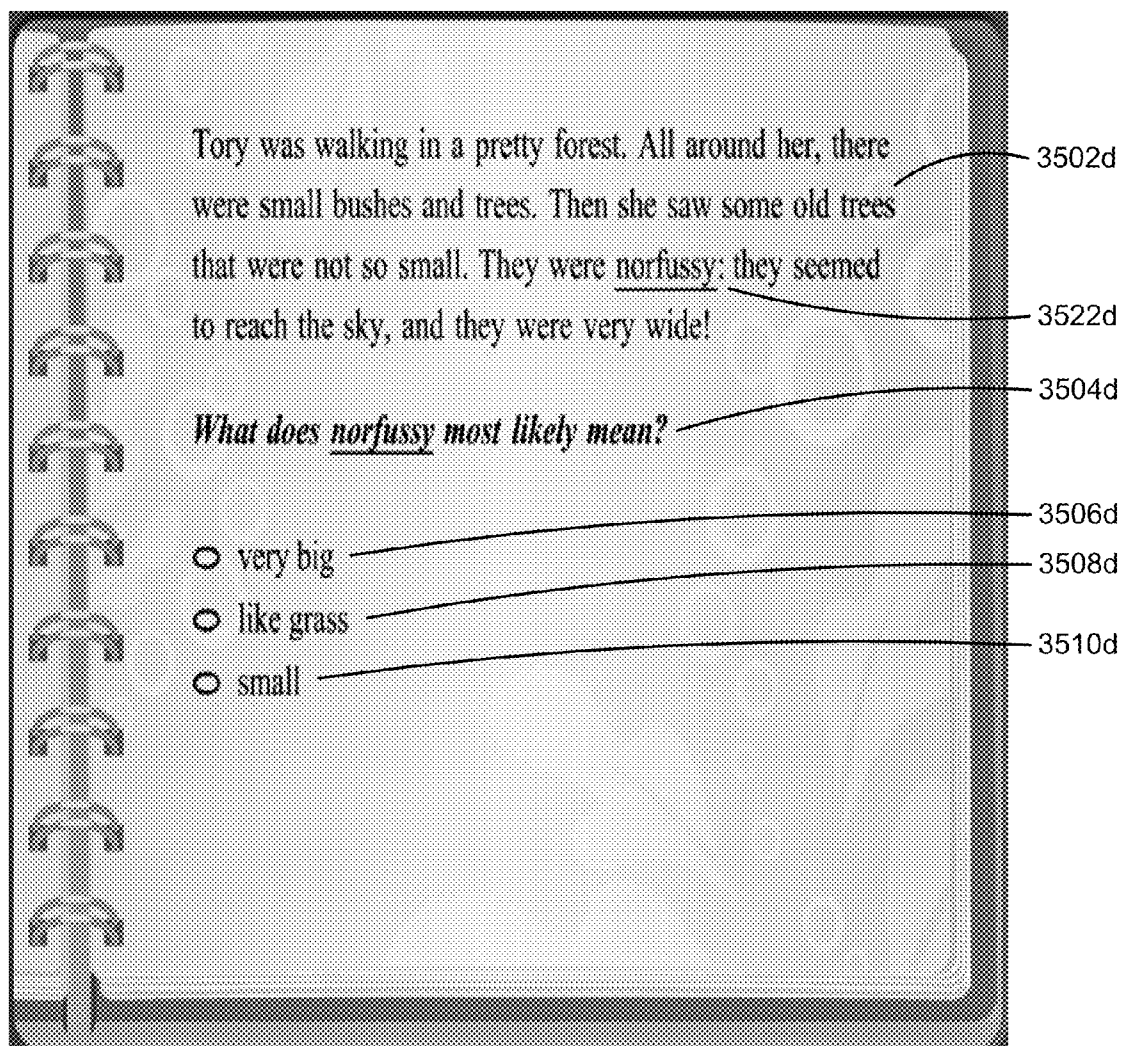 Tory was walking in a pretty forest. All around her, there
3502d
were small bushes and trees. Then she saw some old trees
that were not so small. They were norfussy: they seemed
3522d
to reach the sky, and they were very wide!
3504d
What does norfussy most likely mean?
3506d
very big
3508d
like grass
3510d
small